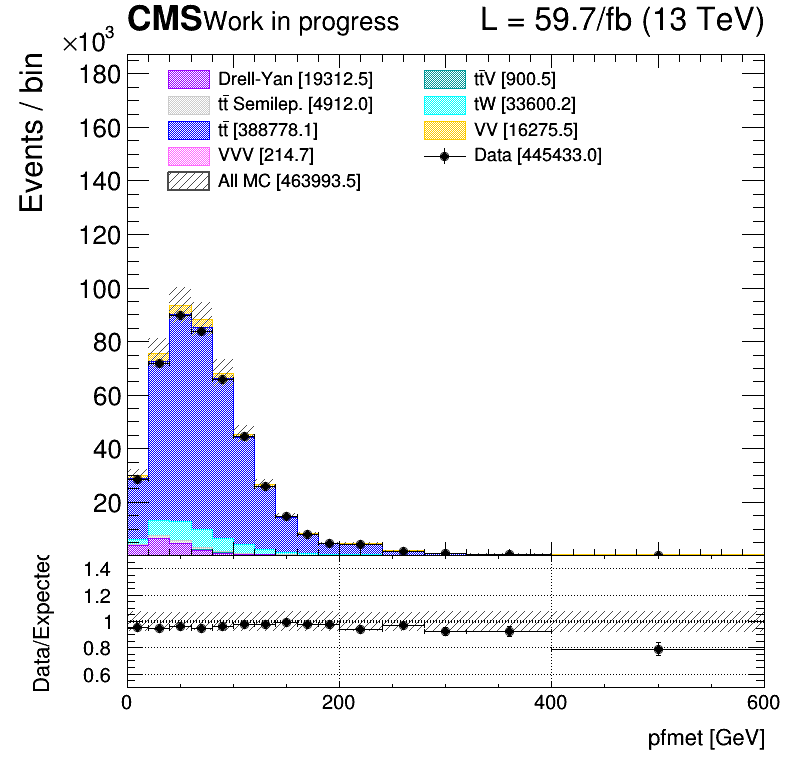 CMS Work in progress L = 59.7/fb (13 TeV)
×10³
Events / bin
180
160
140
120
100
80
60
40
20
Drell-Yan [19312.5]
tt̄ Semilep. [4912.0]
tt̄ [388778.1]
VVV [214.7]
All MC [463993.5]
tt̄V [900.5]
tW [33600.2]
VV [16275.5]
Data [445433.0]
Data/Expected
1.4
1.2
1
0.8
0.6
0 200 400 600
pfmet [GeV]